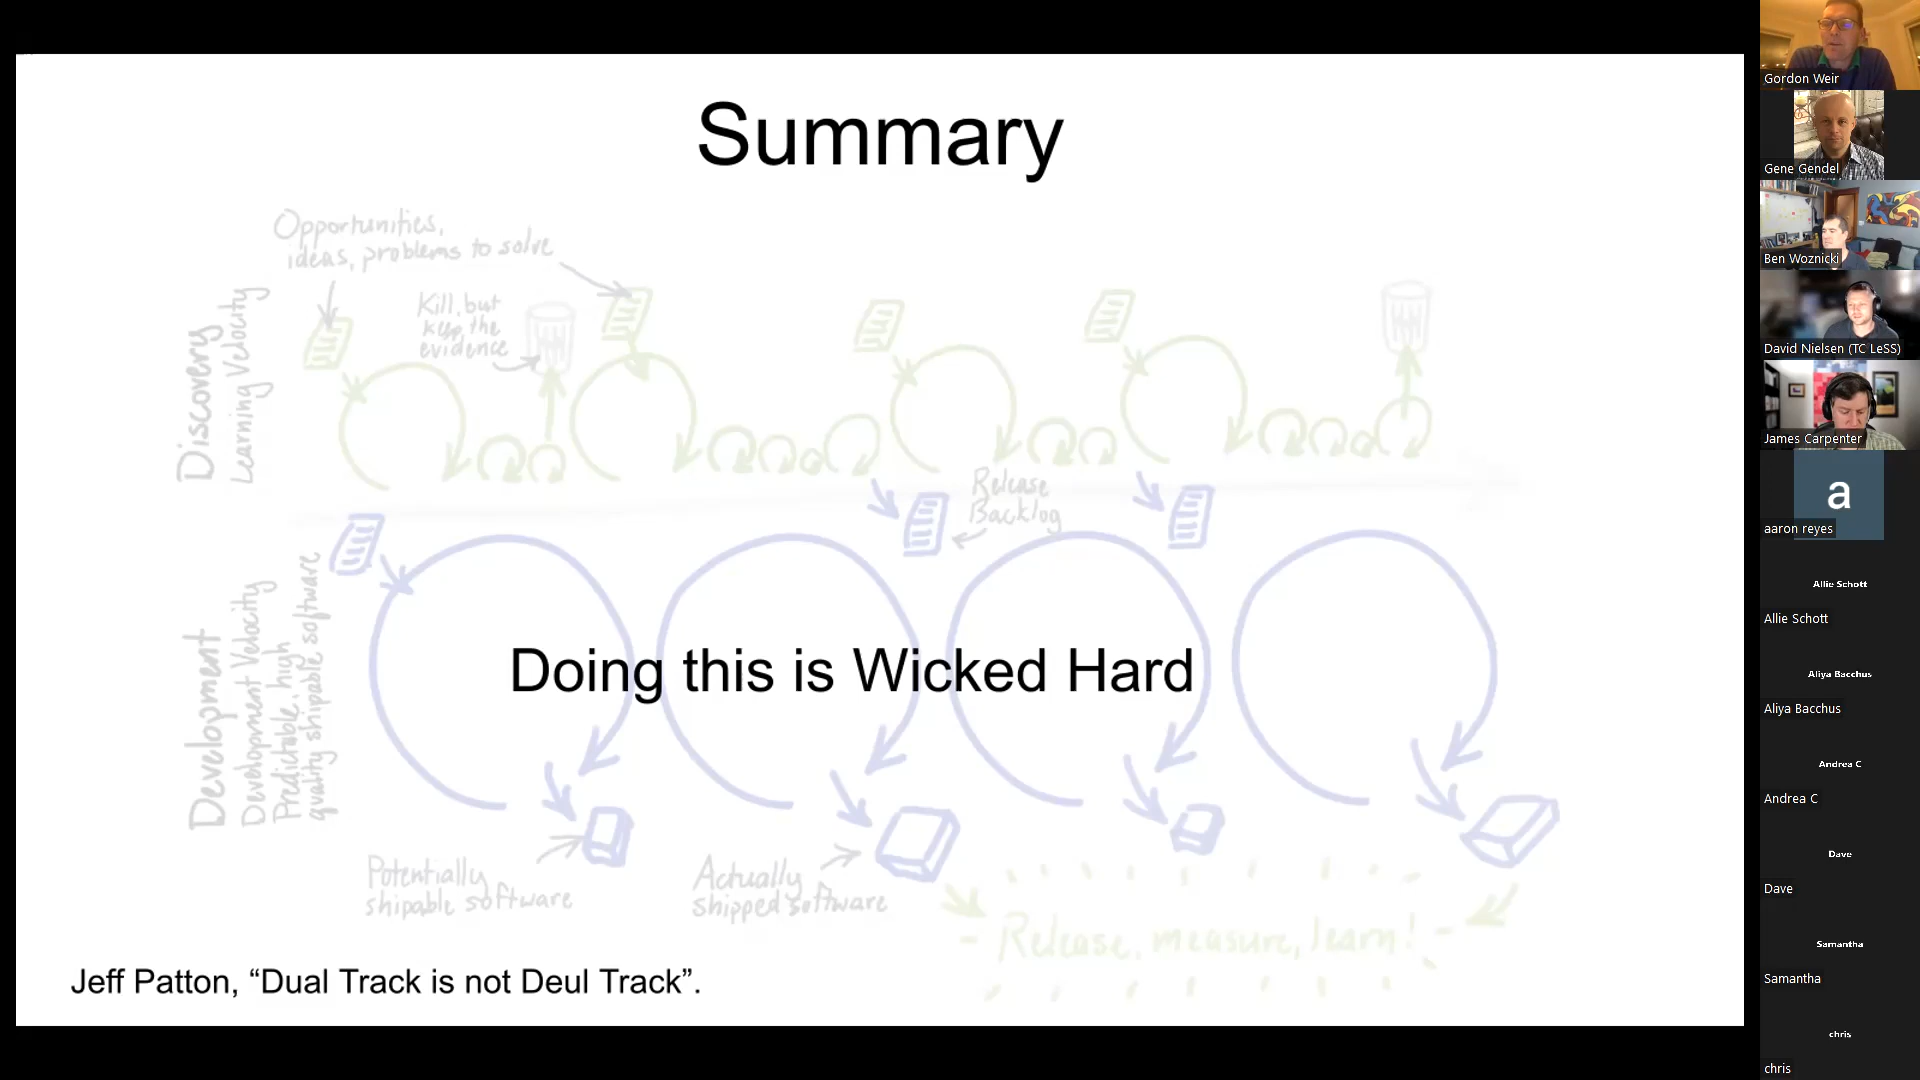 Summary
Opportunities,
ideas, problems to solve
Kill, but
keep the
evidence
Discovery
Learning Velocity
Release
Backlog
Development
Development Velocity
Predictable, high
quality shipable software
Doing this is Wicked Hard
Potentially
shipable software
Actually
shipped software
- Release, measure, learn! -
Jeff Patton, “Dual Track is not Deul Track”.
Gordon Weir
Gene Gendel
Ben Woznicki
David Nielsen (TC LeSS)
James Carpenter
a
aaron reyes
Allie Schott
Allie Schott
Aliya Bacchus
Aliya Bacchus
Andrea C
Andrea C
Dave
Dave
Samantha
Samantha
chris
chris